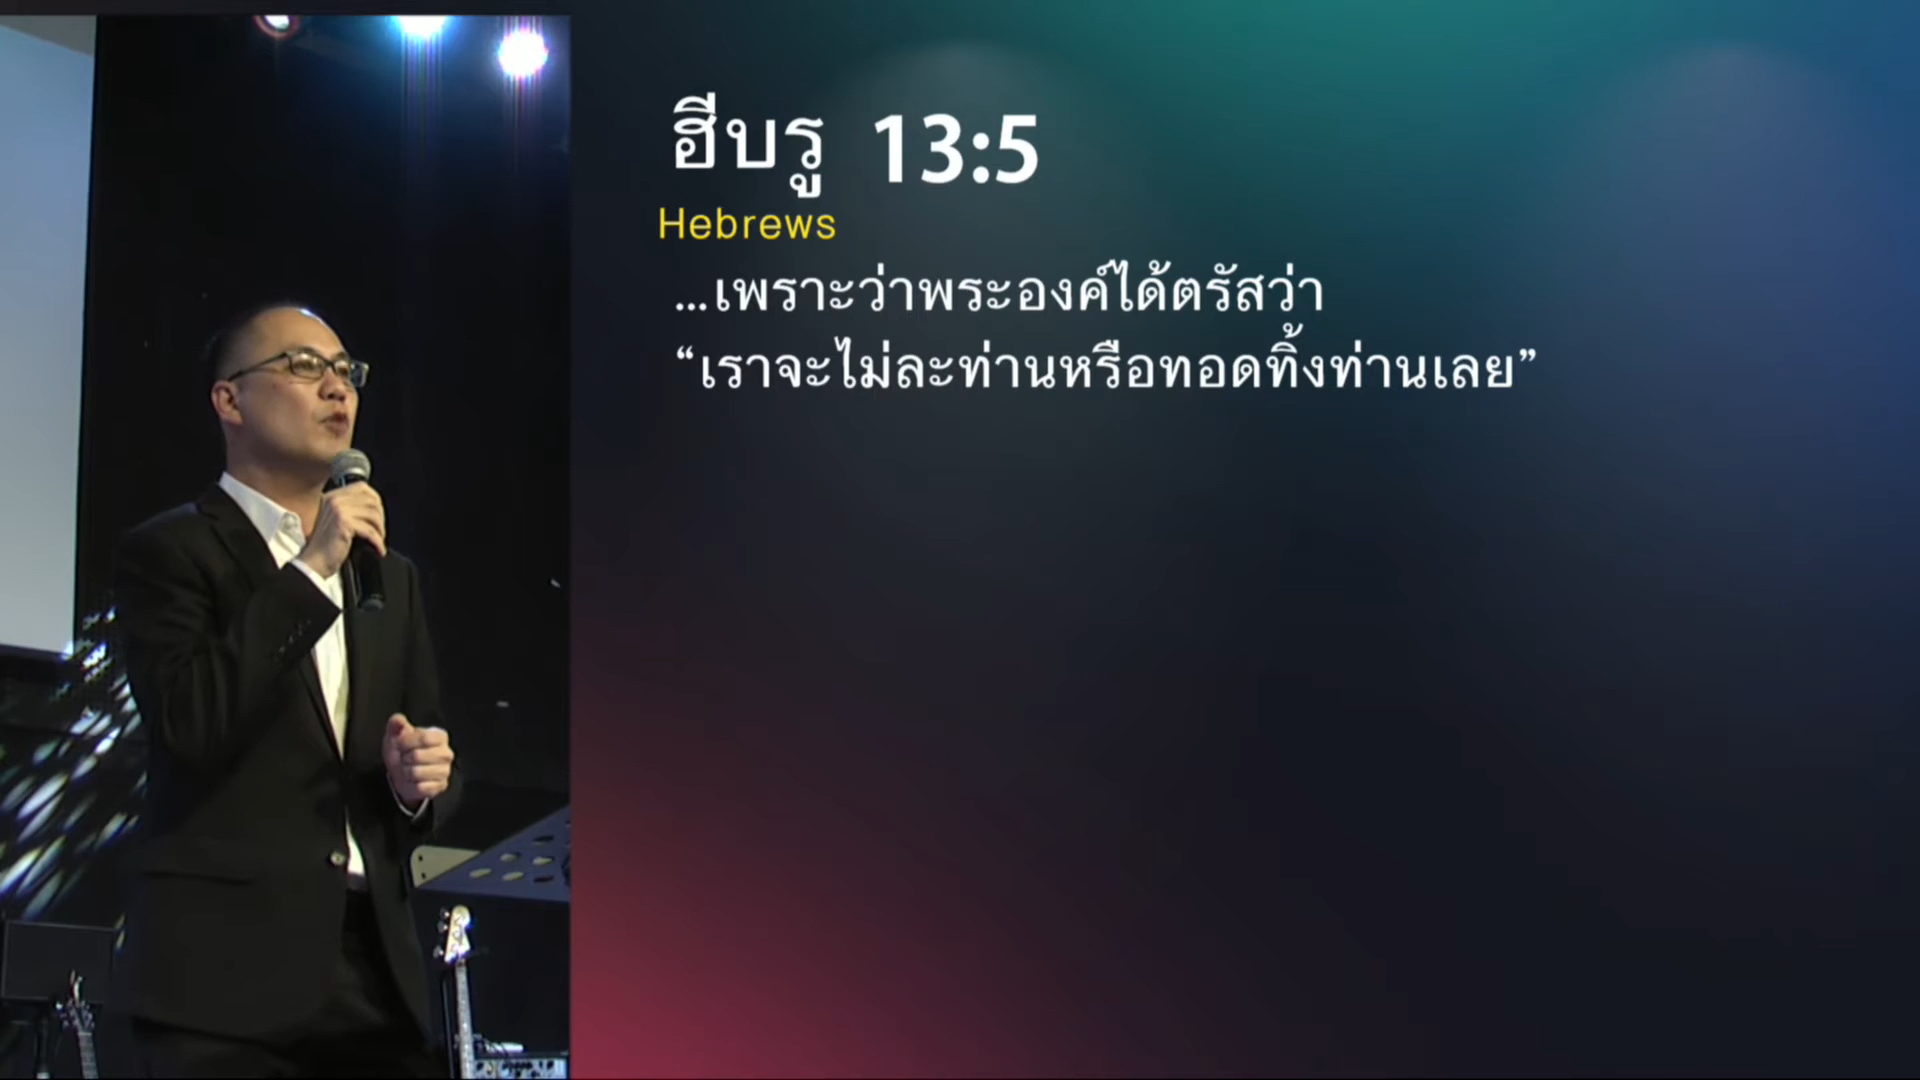 ฮีบรู 13:5
Hebrews
...เพราะว่าพระองค์ได้ตรัสว่า
“เราจะไม่ละท่านหรือทอดทิ้งท่านเลย”